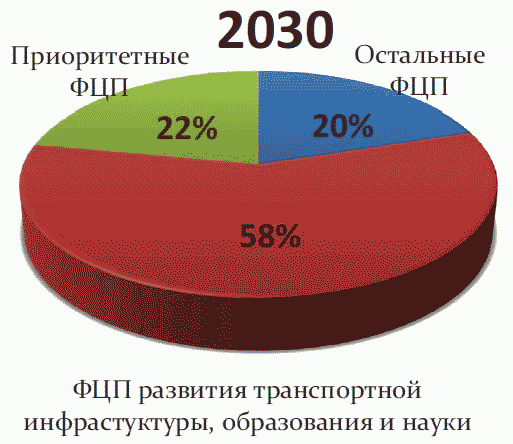 2030
Приоритетные
ФЦП
Остальные
ФЦП
22%
20%
58%
ФЦП развития транспортной
инфрастуктуры, образования и науки